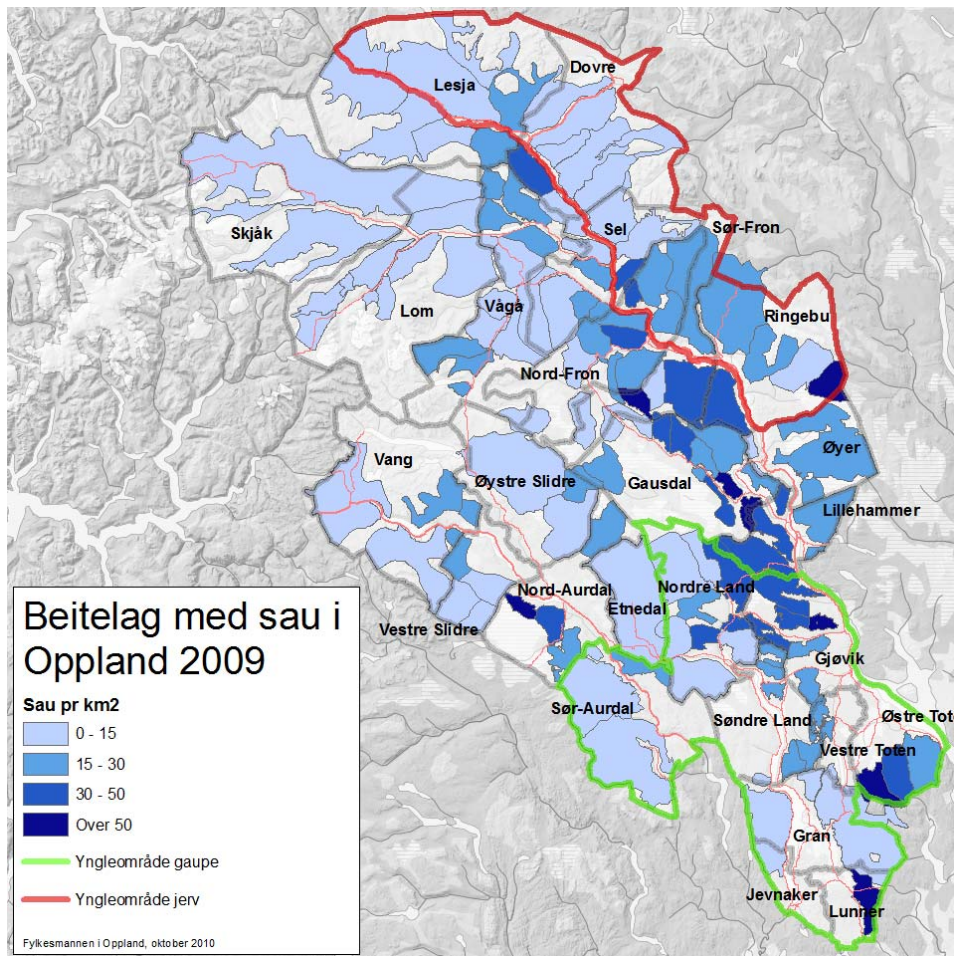 Dovre
Lesja
Sør-Fron
Sel
Skjåk
Ringebu
Lom
Vågå
Nord-Fron
Øyer
Vang
Øystre Slidre
Gausdal
Lillehammer
Nord-Aurdal
Nordre Land
Etnedal
Vestre Slidre
Gjøvik
Sør-Aurdal
Søndre Land
Østre Tote
Vestre Toten
Gran
Jevnaker
Lunner
Beitelag med sau i
Oppland 2009
Sau pr km2
0 - 15
15 - 30
30 - 50
Over 50
Yngleområde gaupe
Yngleområde jerv
Fylkesmannen i Oppland, oktober 2010